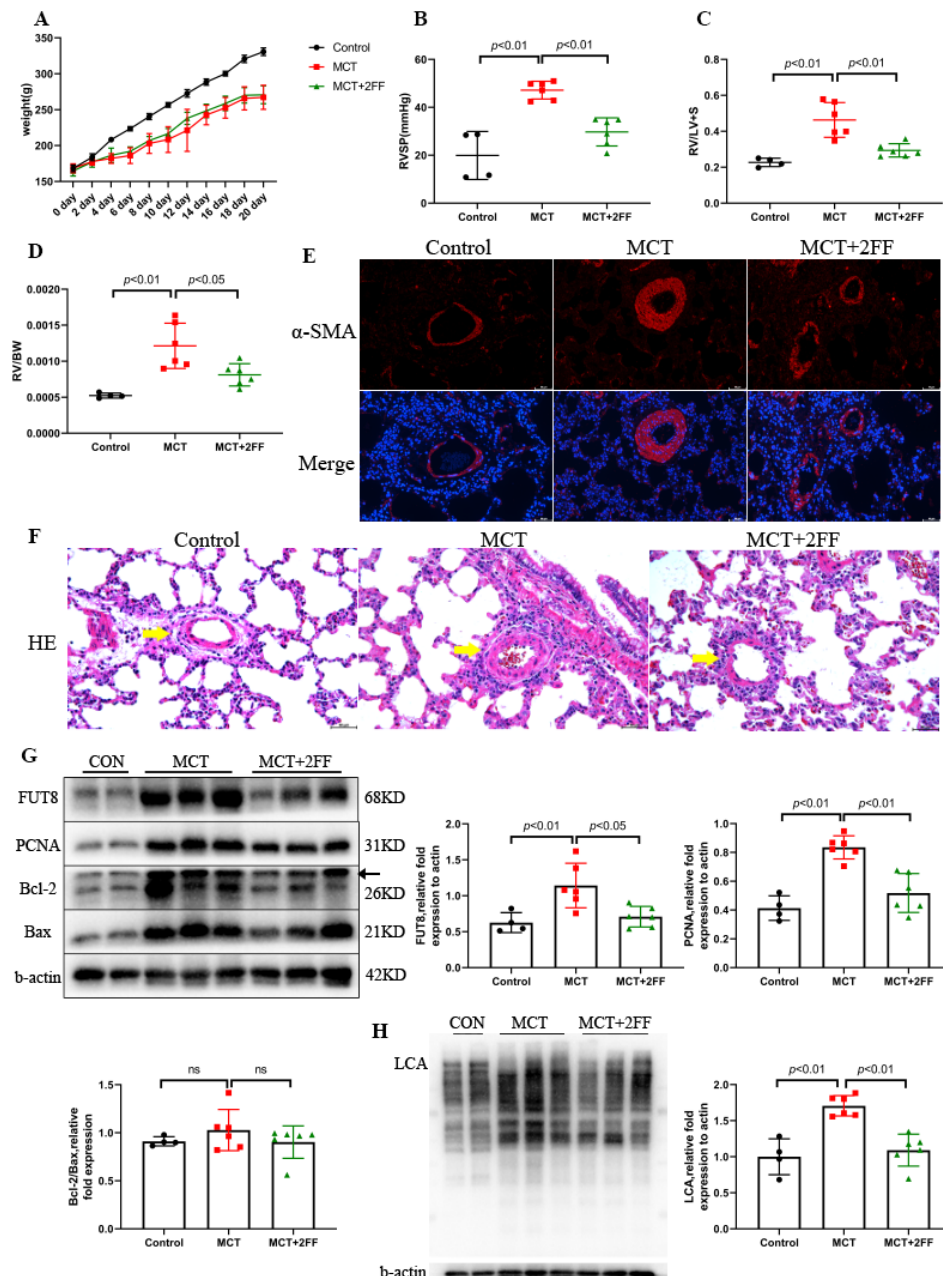 A
weight(g)
350
300
250
200
150
0 day
2 day
4 day
6 day
8 day
10 day
12 day
14 day
16 day
18 day
20 day
Control
MCT
MCT+2FF
B
p<0.01 p<0.01
RVSP(mmHg)
60
40
20
0
Control MCT MCT+2FF
C
p<0.01 p<0.01
RV/LV+S
0.8
0.6
0.4
0.2
0.0
Control MCT MCT+2FF
D
p<0.01 p<0.05
RV/BW
0.0020
0.0015
0.0010
0.0005
0.0000
Control MCT MCT+2FF
E
Control MCT MCT+2FF
α-SMA
Merge
F
Control MCT MCT+2FF
HE
G
CON MCT MCT+2FF
FUT8 68KD
PCNA 31KD
Bcl-2 26KD
Bax 21KD
b-actin 42KD
p<0.01 p<0.05
FUT8,relative fold
exprssion to actin
2.0
1.5
1.0
0.5
0.0
Control MCT MCT+2FF
p<0.01 p<0.01
PCNA,relative fold
expression to actin
1.0
0.8
0.6
0.4
0.2
0.0
Control MCT MCT+2FF
ns ns
Bcl-2/Bax,relative
fold expression
1.5
1.0
0.5
0.0
Control MCT MCT+2FF
H
CON MCT MCT+2FF
LCA
b-actin
p<0.01 p<0.01
LCA,relative fold
expression to actin
2.0
1.5
1.0
0.5
0.0
Control MCT MCT+2FF